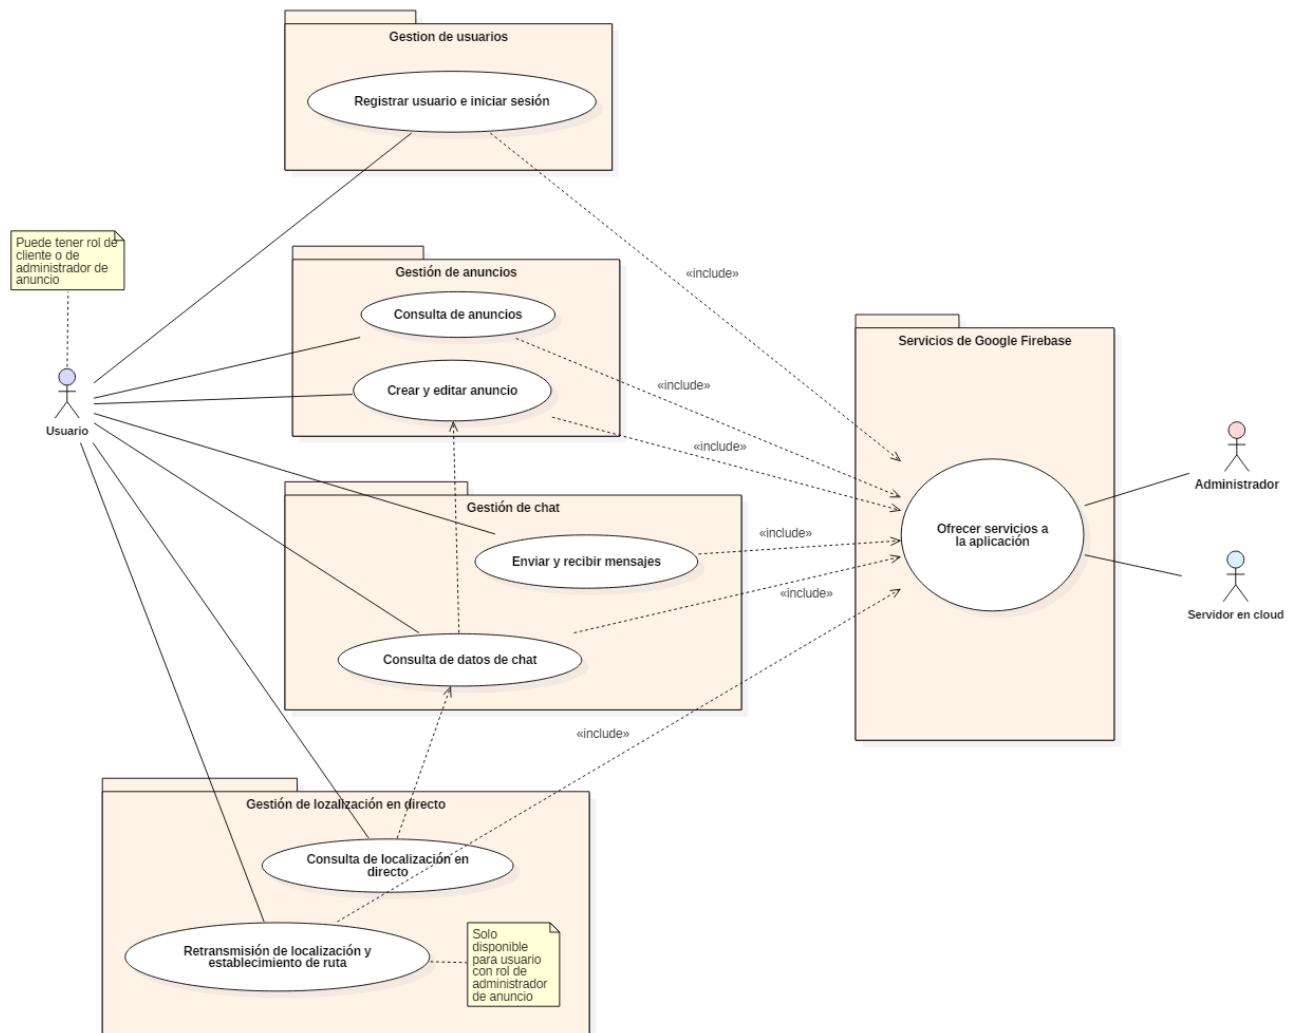 Gestion de usuarios
Registrar usuario e iniciar sesión
Puede tener rol de
cliente o de
administrador de
anuncio
«include»
Gestión de anuncios
Consulta de anuncios
Crear y editar anuncio
«include»
«include»
Servicios de Google Firebase
Usuario
Gestión de chat
Enviar y recibir mensajes
Consulta de datos de chat
«include»
«include»
Ofrecer servicios a
la aplicación
Administrador
Servidor en cloud
«include»
Gestión de lozalización en directo
Consulta de localización en
directo
Retransmisión de localización y
establecimiento de ruta
Solo
disponible
para usuario
con rol de
administrador
de anuncio